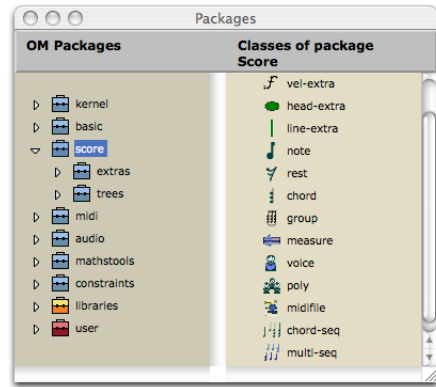 Packages
OM Packages
kernel
basic
score
extras
trees
midi
audio
mathstools
constraints
libraries
user
Classes of package
Score
vel-extra
head-extra
line-extra
note
rest
chord
group
measure
voice
poly
midifile
chord-seq
multi-seq